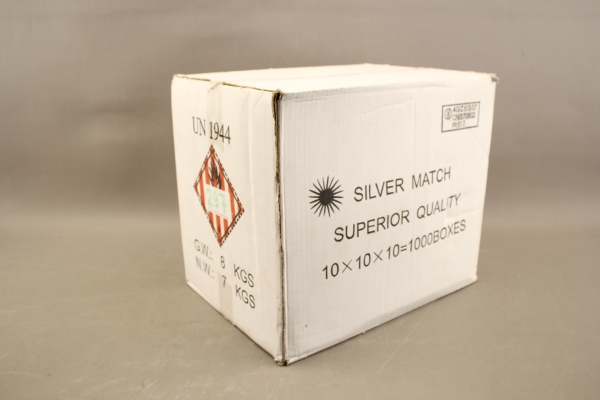 UN 1944
G.W.: 8 KGS
N.W.: 7 KGS
SILVER MATCH
SUPERIOR QUALITY
10×10×10=1000BOXES